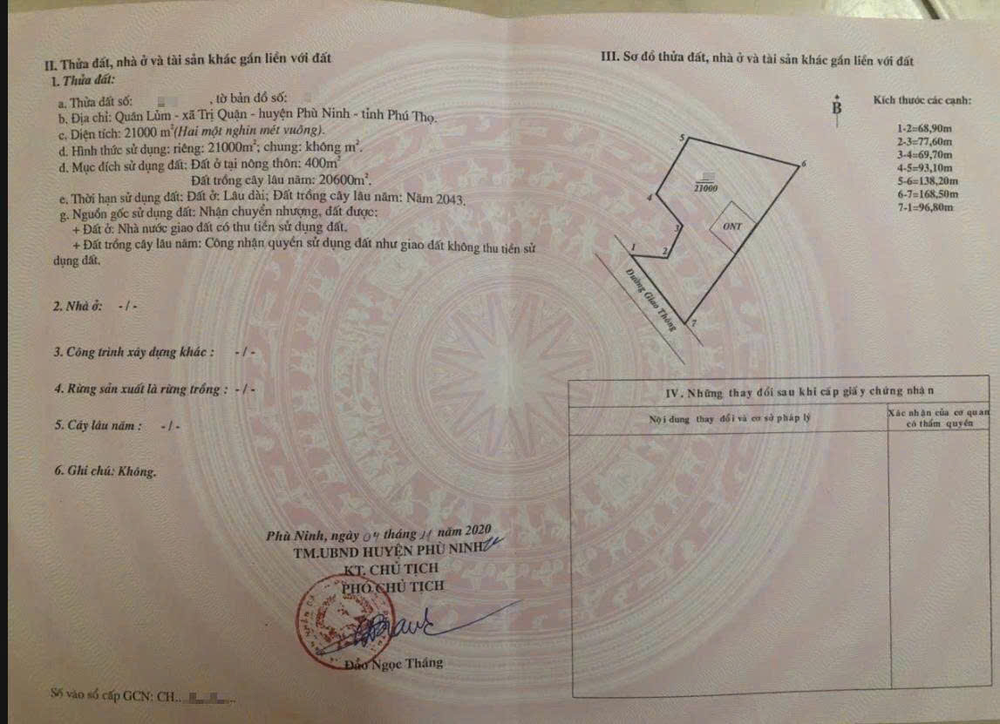 II. Thửa đất, nhà ở và tài sản khác gắn liền với đất
1. Thửa đất:
a. Thửa đất số: , tờ bản đồ số:
b. Địa chỉ: Quân Lùm - xã Trị Quận - huyện Phù Ninh - tỉnh Phú Thọ.
c. Diện tích: 21000 m²(Hai một nghìn mét vuông).
d. Hình thức sử dụng: riêng: 21000m²; chung: không m².
đ. Mục đích sử dụng đất: Đất ở tại nông thôn: 400m²
Đất trồng cây lâu năm: 20600m².
e. Thời hạn sử dụng đất: Đất ở: Lâu dài; Đất trồng cây lâu năm: Năm 2043.
g. Nguồn gốc sử dụng đất: Nhận chuyển nhượng, đất được:
+ Đất ở: Nhà nước giao đất có thu tiền sử dụng đất.
+ Đất trồng cây lâu năm: Công nhận quyền sử dụng đất như giao đất không thu tiền sử
dụng đất.
2. Nhà ở: -/-
3. Công trình xây dựng khác : -/-
4. Rừng sản xuất là rừng trồng : -/-
5. Cây lâu năm : -/-
6. Ghi chú: Không.
Phù Ninh, ngày 04 tháng 11 năm 2020
TM.UBND HUYỆN PHÙ NINH
KT. CHỦ TỊCH
PHÓ CHỦ TỊCH
Đào Ngọc Thắng
Số vào sổ cấp GCN: CH..
III. Sơ đồ thửa đất, nhà ở và tài sản khác gắn liền với đất
B
Kích thước các cạnh:
1-2=68,90m
2-3=77,60m
3-4=69,70m
4-5=93,10m
5-6=138,20m
6-7=168,50m
7-1=96,80m
5
6
21000
4
3
ONT
1
2
Đường Giao Thông
7
IV. Những thay đổi sau khi cấp giấy chứng nhận
Nội dung thay đổi và cơ sở pháp lý
Xác nhận của cơ quan
có thẩm quyền